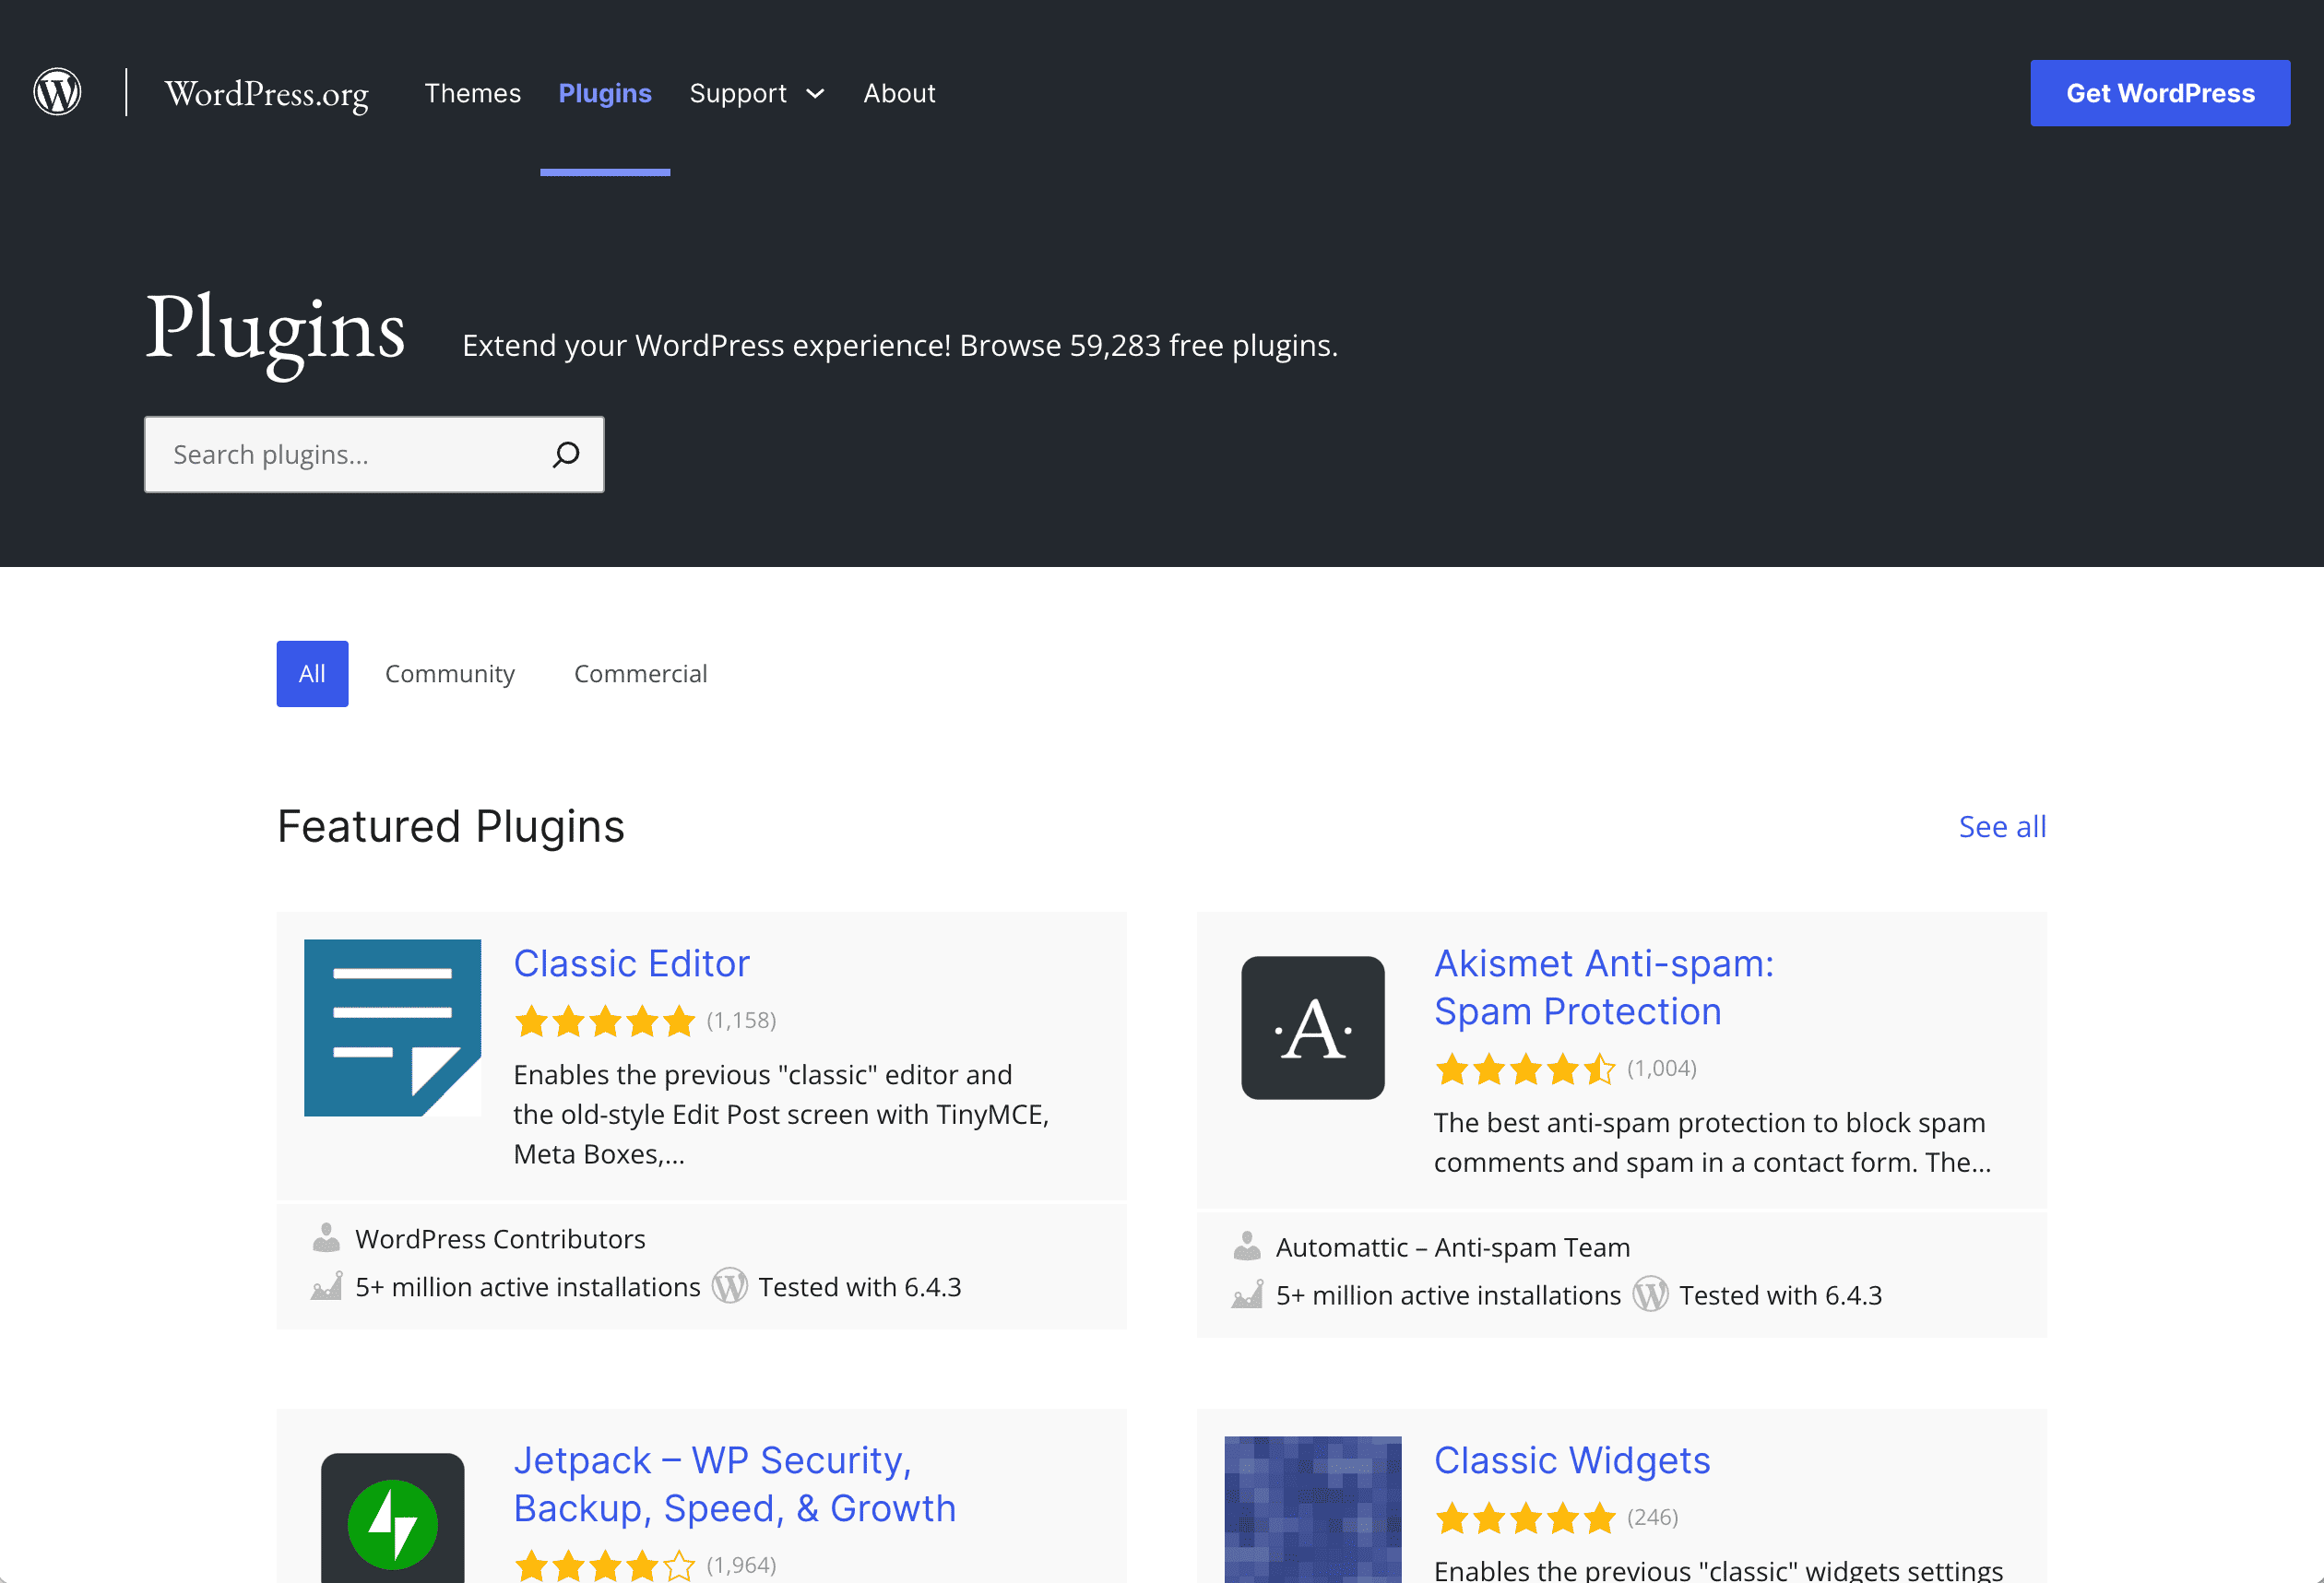 WordPress.org Themes Plugins Support About Get WordPress
Plugins Extend your WordPress experience! Browse 59,283 free plugins.
Search plugins...
All Community Commercial
Featured Plugins See all
Classic Editor
(1,158)
Enables the previous "classic" editor and
the old-style Edit Post screen with TinyMCE,
Meta Boxes,...
WordPress Contributors
5+ million active installations Tested with 6.4.3
Akismet Anti-spam:
Spam Protection
(1,004)
The best anti-spam protection to block spam
comments and spam in a contact form. The...
Automattic – Anti-spam Team
5+ million active installations Tested with 6.4.3
Jetpack – WP Security,
Backup, Speed, & Growth
(1,964)
Classic Widgets
(246)
Enables the previous "classic" widgets settings